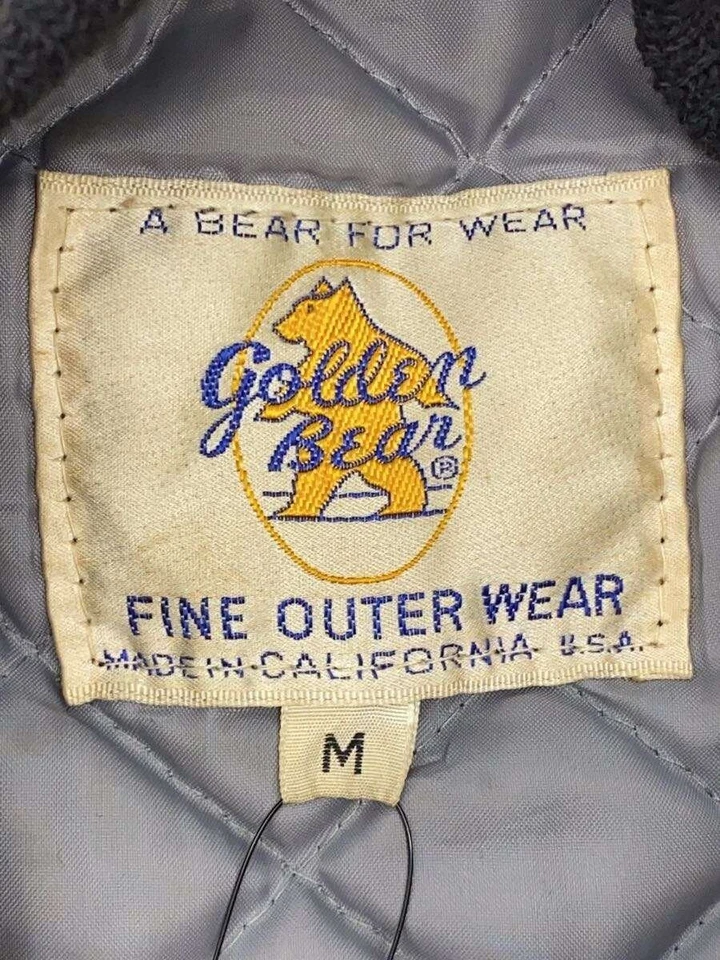 A BEAR FOR WEAR
Golden
Bear ®
FINE OUTER WEAR
MADE IN CALIFORNIA U.S.A.
M